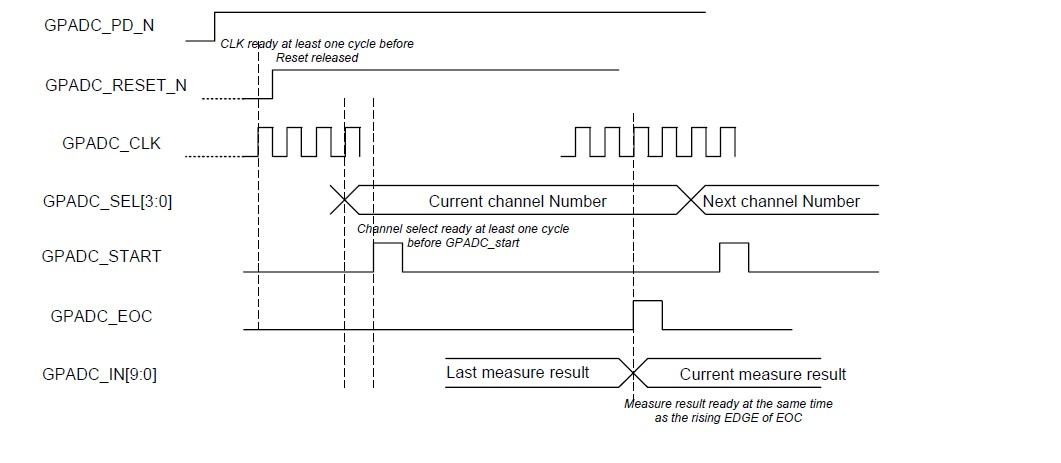 GPADC_PD_N
CLK ready at least one cycle before
Reset released
GPADC_RESET_N
GPADC_CLK
GPADC_SEL[3:0]
Current channel Number
Next channel Number
Channel select ready at least one cycle
before GPADC_start
GPADC_START
GPADC_EOC
GPADC_IN[9:0]
Last measure result
Current measure result
Measure result ready at the same time
as the rising EDGE of EOC